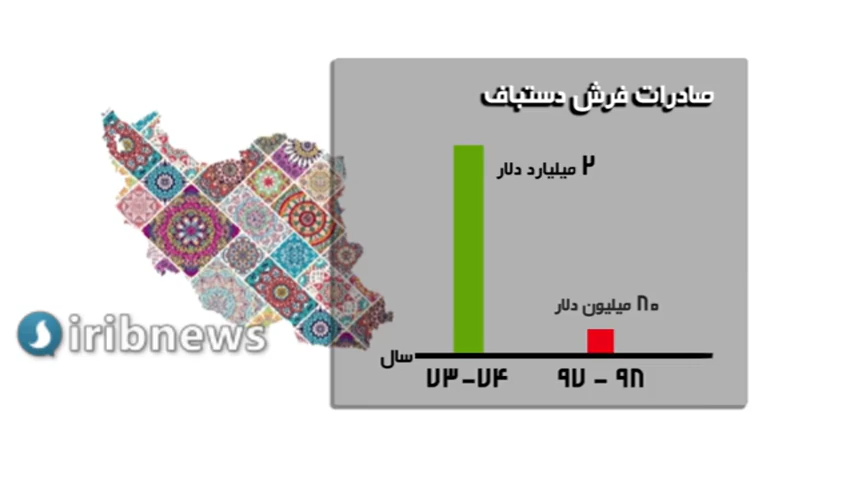 صادرات فرش دستباف
۲ میلیارد دلار
۸۰ میلیون دلار
سال
۷۳-۷۴
۹۷ - ۹۸
iribnews